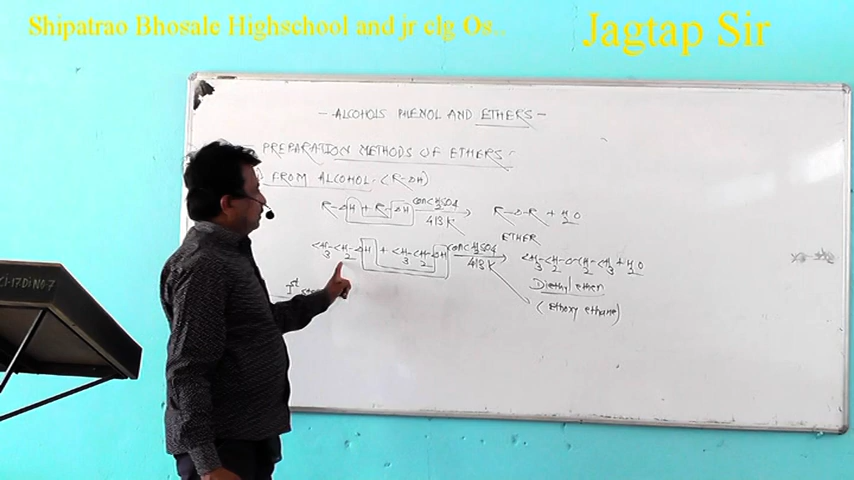 Shipatrao Bhosale Highschool and jr clg Os..
Jagtap Sir
- ALCOHOLS PHENOL AND ETHERS -
PREPARATION METHODS OF ETHERS :-
) FROM ALCOHOL - (R-OH)
R-OH + R-OH conc H2SO4 413 K → R-O-R + H2O
ETHER
CH3-CH2-OH + CH3-CH2-OH conc H2SO4 413 K → CH3-CH2-O-CH2-CH3 + H2O
Diethyl ether
(Ethoxy ethane)
1st